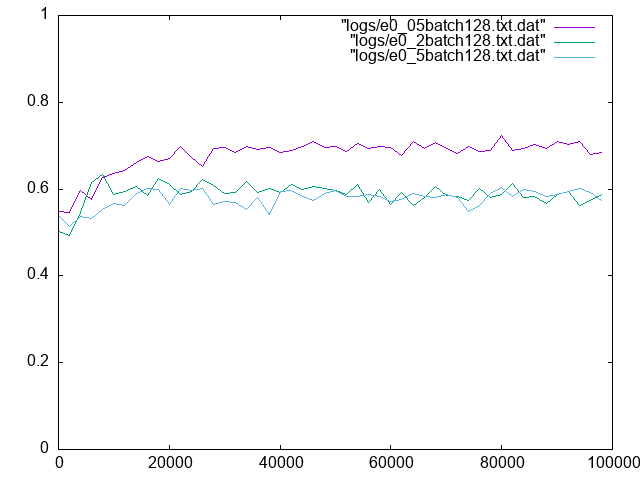 "logs/e0_05batch128.txt.dat"
"logs/e0_2batch128.txt.dat"
"logs/e0_5batch128.txt.dat"
1
0.8
0.6
0.4
0.2
0
0 20000 40000 60000 80000 100000